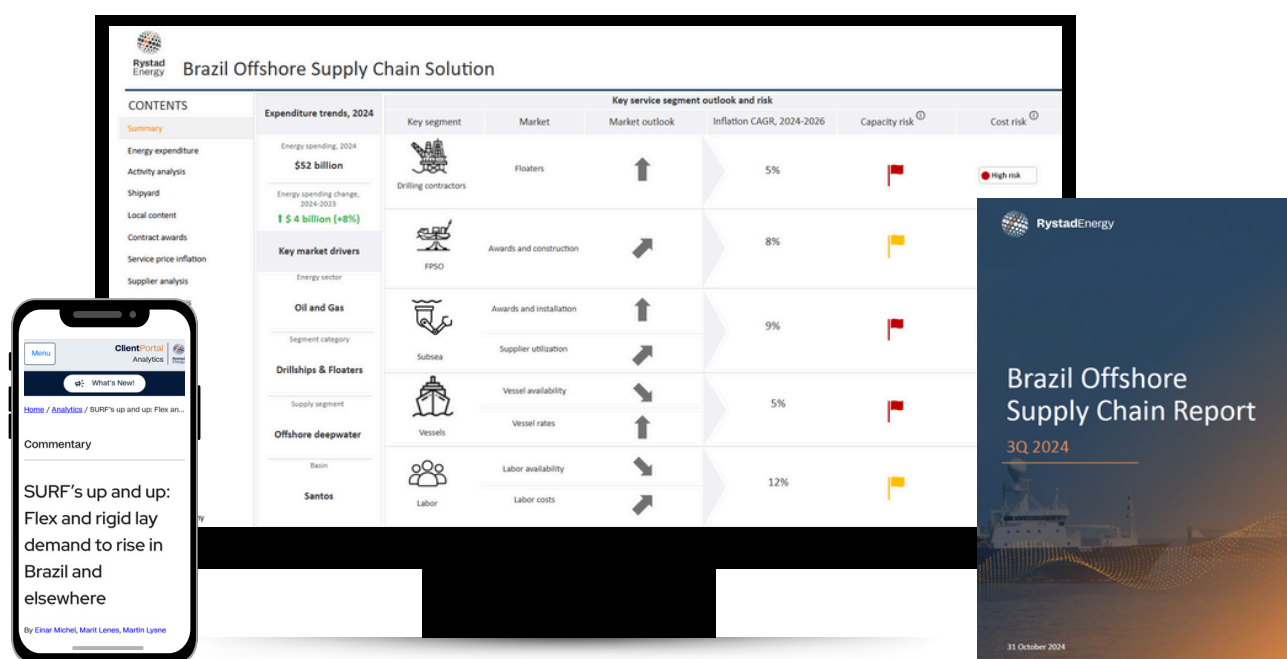 Rystad
Energy
Brazil Offshore Supply Chain Solution
CONTENTS
Summary
Energy expenditure
Activity analysis
Shipyard
Local content
Contract awards
Service price inflation
Supplier analysis
Expenditure trends, 2024
Energy spending, 2024
$52 billion
Energy spending change,
2024-2023
$ 4 billion (+8%)
Key market drivers
Energy sector
Oil and Gas
Segment category
Drillships & Floaters
Supply segment
Offshore deepwater
Basin
Santos
Key service segment outlook and risk
Key segment Market Market outlook Inflation CAGR, 2024-2026 Capacity risk Cost risk
Drilling contractors
Floaters
5%
High risk
FPSO
Awards and construction
8%
Subsea
Awards and installation
Supplier utilization
9%
Vessels
Vessel availability
Vessel rates
5%
Labor
Labor availability
Labor costs
12%
Menu
ClientPortal
Analytics
Rystad
Energy
What's New!
Home / Analytics / SURF's up and up: Flex an...
Commentary
SURF's up and up:
Flex and rigid lay
demand to rise in
Brazil and
elsewhere
By Einar Michel, Marit Lenes, Martin Lysne
RystadEnergy
Brazil Offshore
Supply Chain Report
3Q 2024
31 October 2024